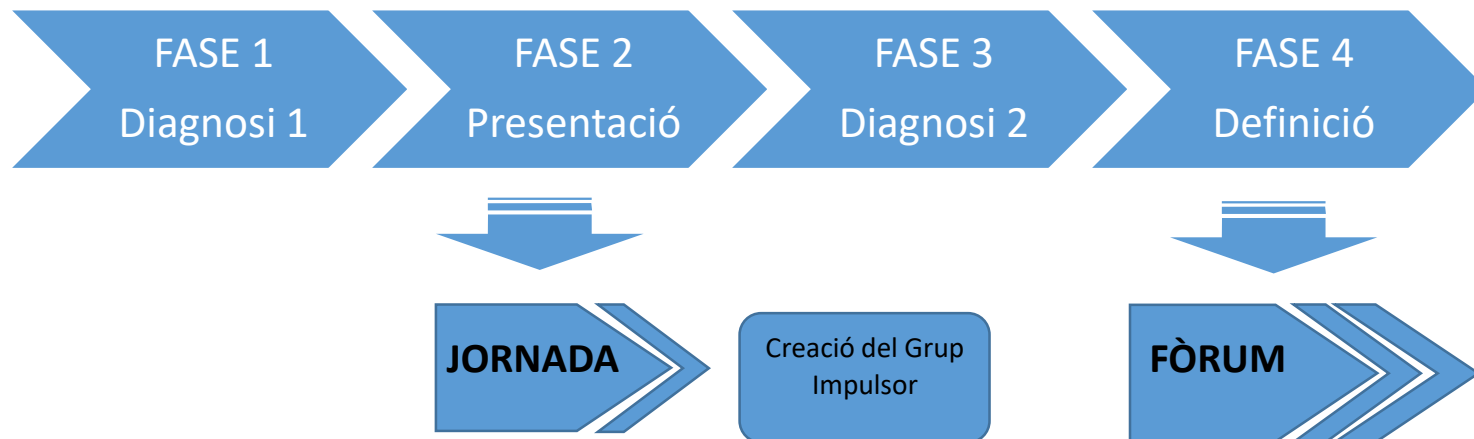 FASE 1
Diagnosi 1
FASE 2
Presentació
FASE 3
Diagnosi 2
FASE 4
Definició
JORNADA
Creació del Grup
Impulsor
FÒRUM